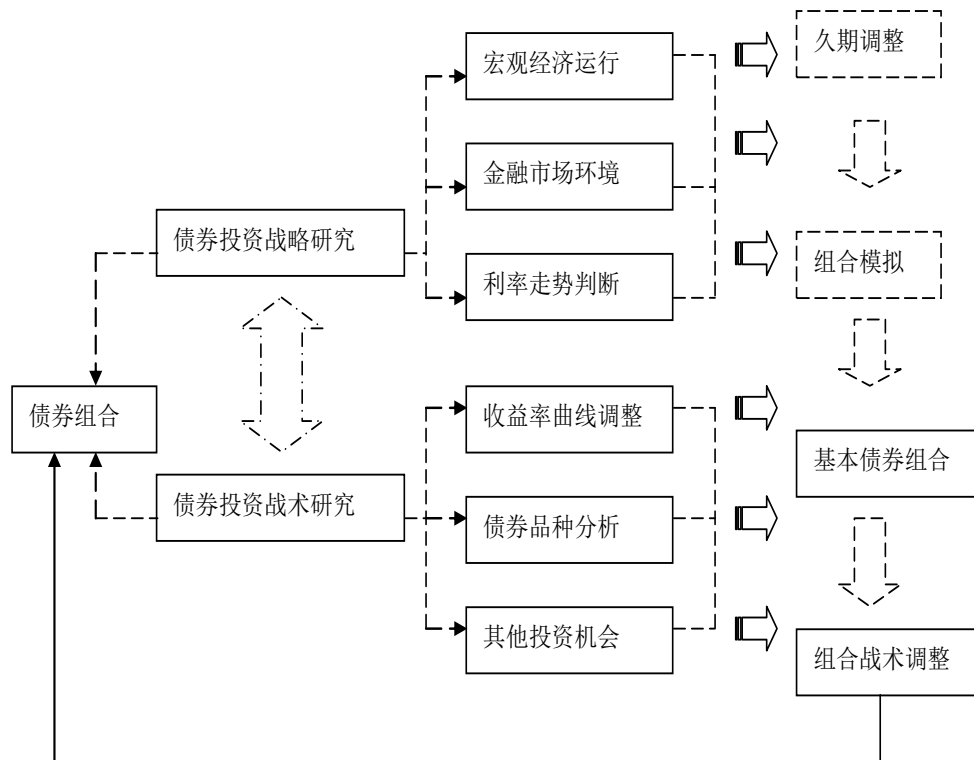 宏观经济运行
久期调整
金融市场环境
债券投资战略研究
组合模拟
利率走势判断
债券组合
收益率曲线调整
基本债券组合
债券投资战术研究
债券品种分析
其他投资机会
组合战术调整